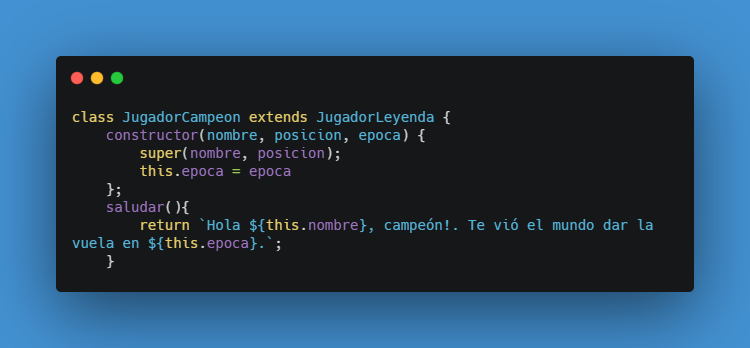 class JugadorCampeon extends JugadorLeyenda {
    constructor(nombre, posicion, epoca) {
        super(nombre, posicion);
        this.epoca = epoca
    };
    saludar(){
        return `Hola ${this.nombre}, campeón!. Te vió el mundo dar la
vuela en ${this.epoca}.`;
    }